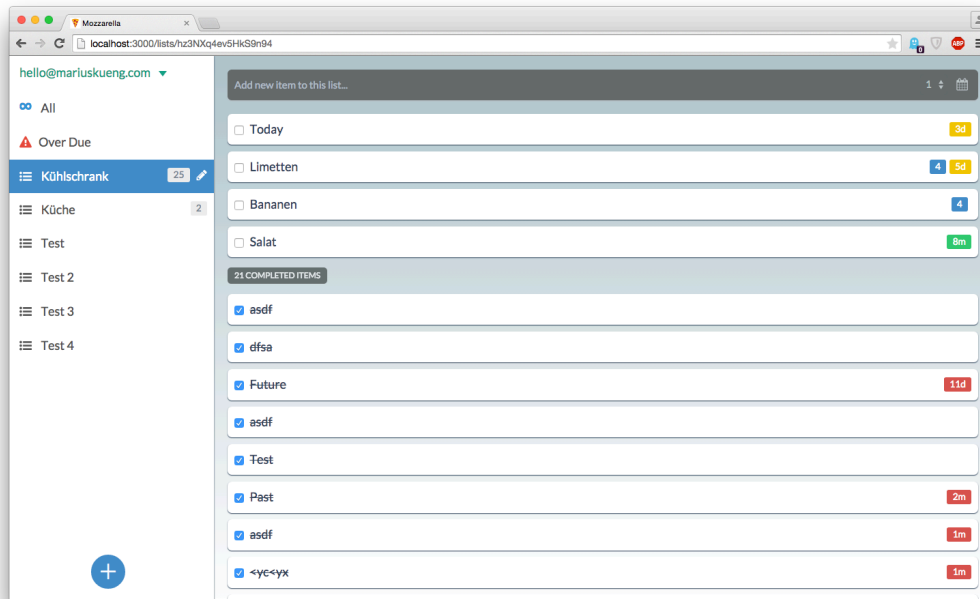 Mozzarella
localhost:3000/lists/hz3NXq4ev5HkS9n94
0
ABP
hello@mariuskueng.com
All
Over Due
Kühlschrank 25
Küche 2
Test
Test 2
Test 3
Test 4
Add new item to this list... 1
Today 3d
Limetten 4 5d
Bananen 4
Salat 8m
21 COMPLETED ITEMS
asdf
dfsa
Future 11d
asdf
Test
Past 2m
asdf 1m
<yc<yx 1m